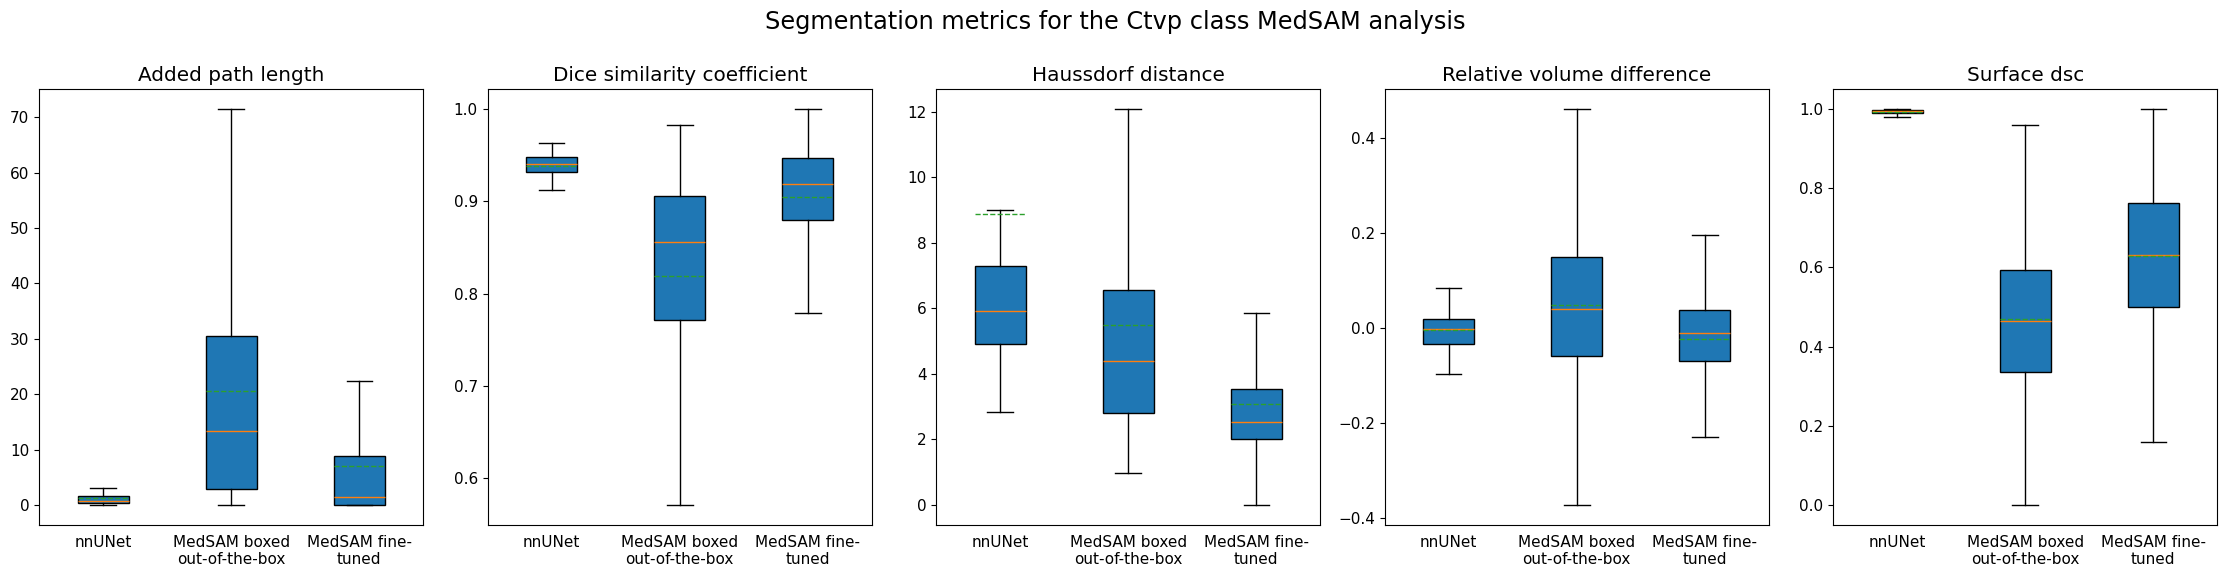 Segmentation metrics for the Ctvp class MedSAM analysis
Added path length
70
60
50
40
30
20
10
0
nnUNet
MedSAM boxed
out-of-the-box
MedSAM fine-
tuned
Dice similarity coefficient
1.0
0.9
0.8
0.7
0.6
nnUNet
MedSAM boxed
out-of-the-box
MedSAM fine-
tuned
Haussdorf distance
12
10
8
6
4
2
0
nnUNet
MedSAM boxed
out-of-the-box
MedSAM fine-
tuned
Relative volume difference
0.4
0.2
0.0
−0.2
−0.4
nnUNet
MedSAM boxed
out-of-the-box
MedSAM fine-
tuned
Surface dsc
1.0
0.8
0.6
0.4
0.2
0.0
nnUNet
MedSAM boxed
out-of-the-box
MedSAM fine-
tuned